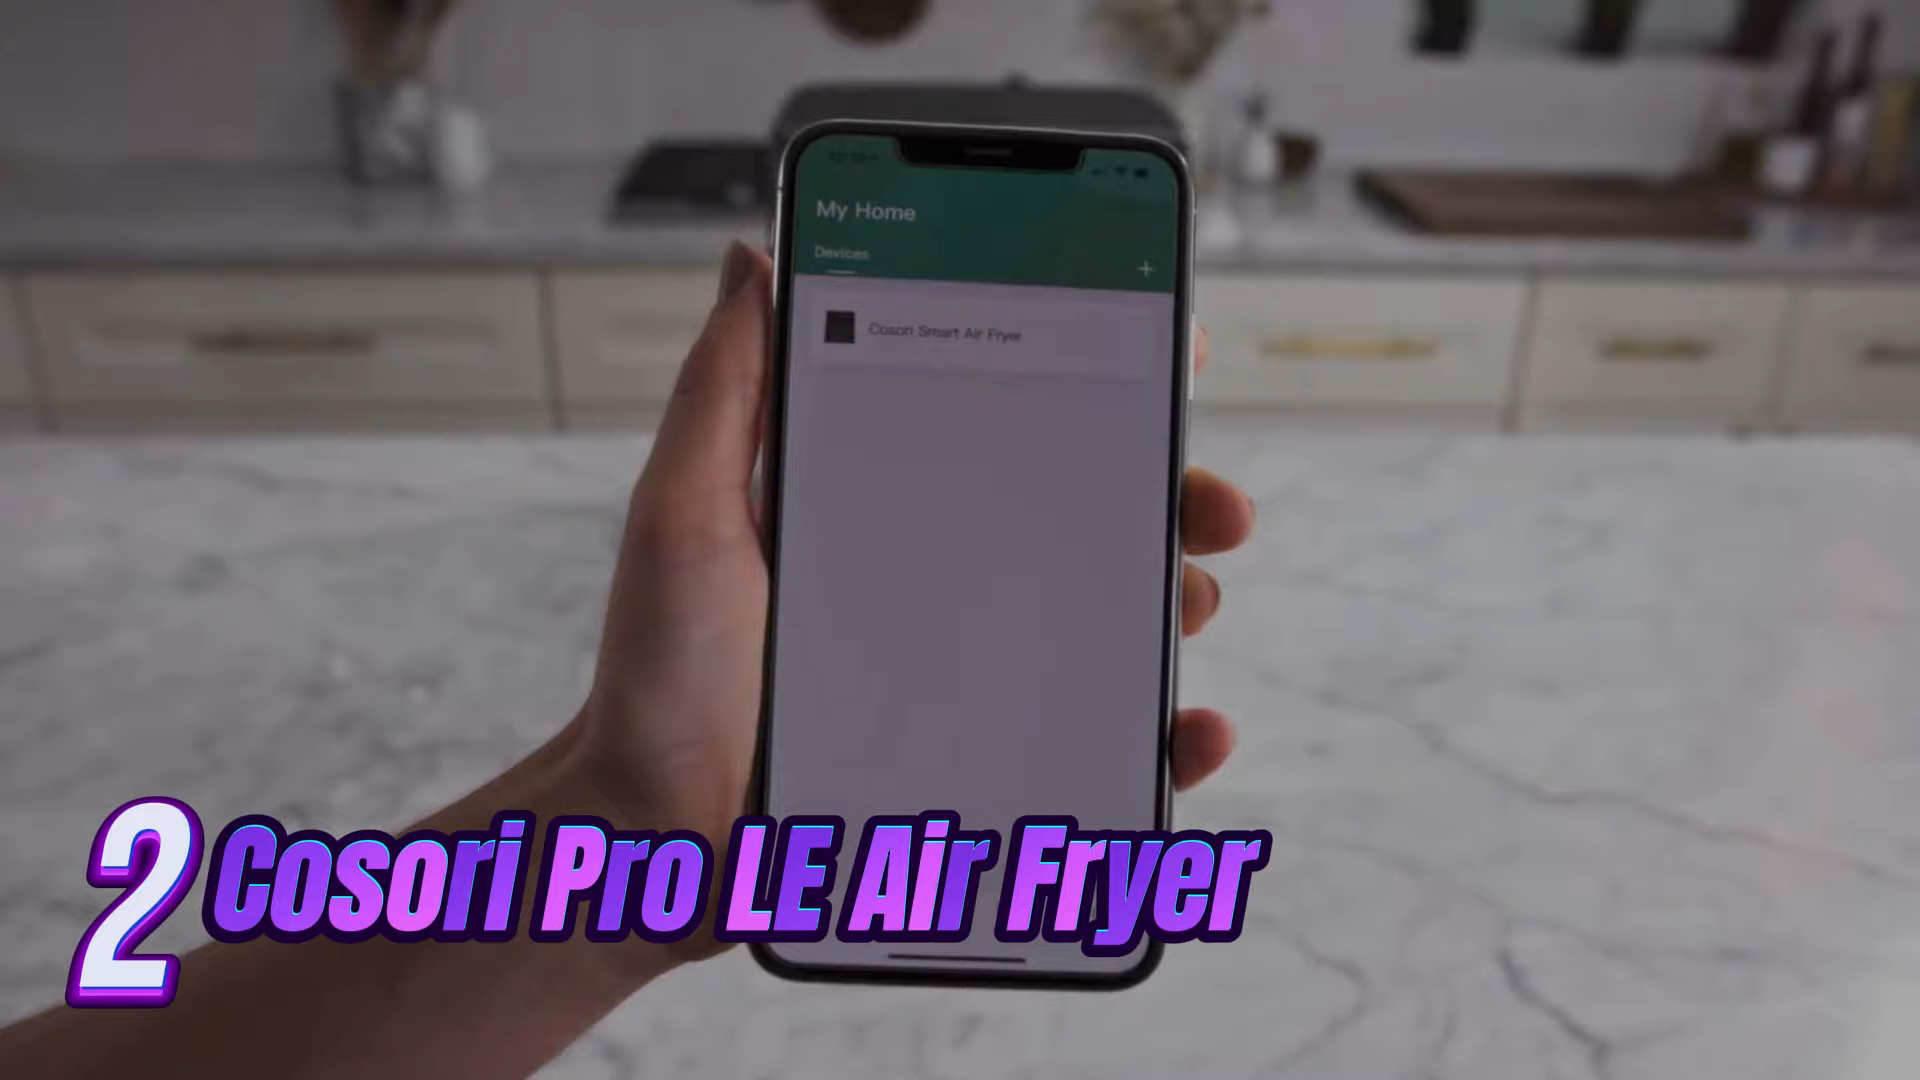 My Home
Devices
+
Cosori Smart Air Fryer
2 Cosori Pro LE Air Fryer